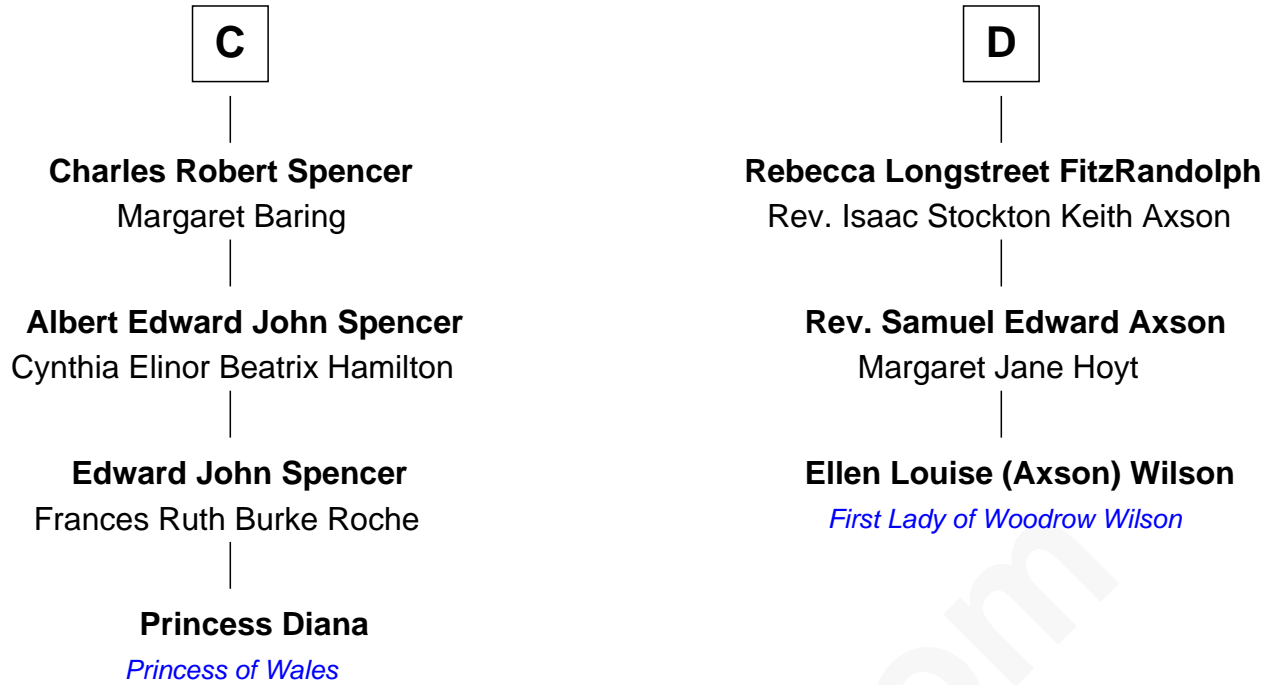 C
Charles Robert Spencer
Margaret Baring
Albert Edward John Spencer
Cynthia Elinor Beatrix Hamilton
Edward John Spencer
Frances Ruth Burke Roche
Princess Diana
Princess of Wales
D
Rebecca Longstreet FitzRandolph
Rev. Isaac Stockton Keith Axson
Rev. Samuel Edward Axson
Margaret Jane Hoyt
Ellen Louise (Axson) Wilson
First Lady of Woodrow Wilson
om